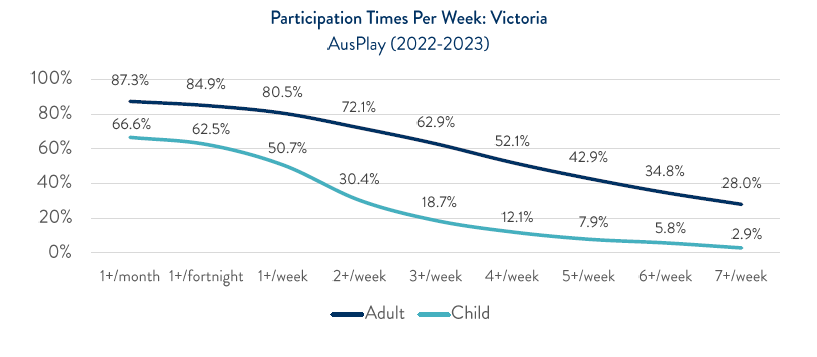 Participation Times Per Week: Victoria
AusPlay (2022-2023)
100%
80%
60%
40%
20%
0%
87.3% 84.9% 80.5% 72.1% 62.9% 52.1% 42.9% 34.8% 28.0%
66.6% 62.5% 50.7% 30.4% 18.7% 12.1% 7.9% 5.8% 2.9%
1+/month 1+/fortnight 1+/week 2+/week 3+/week 4+/week 5+/week 6+/week 7+/week
Adult Child